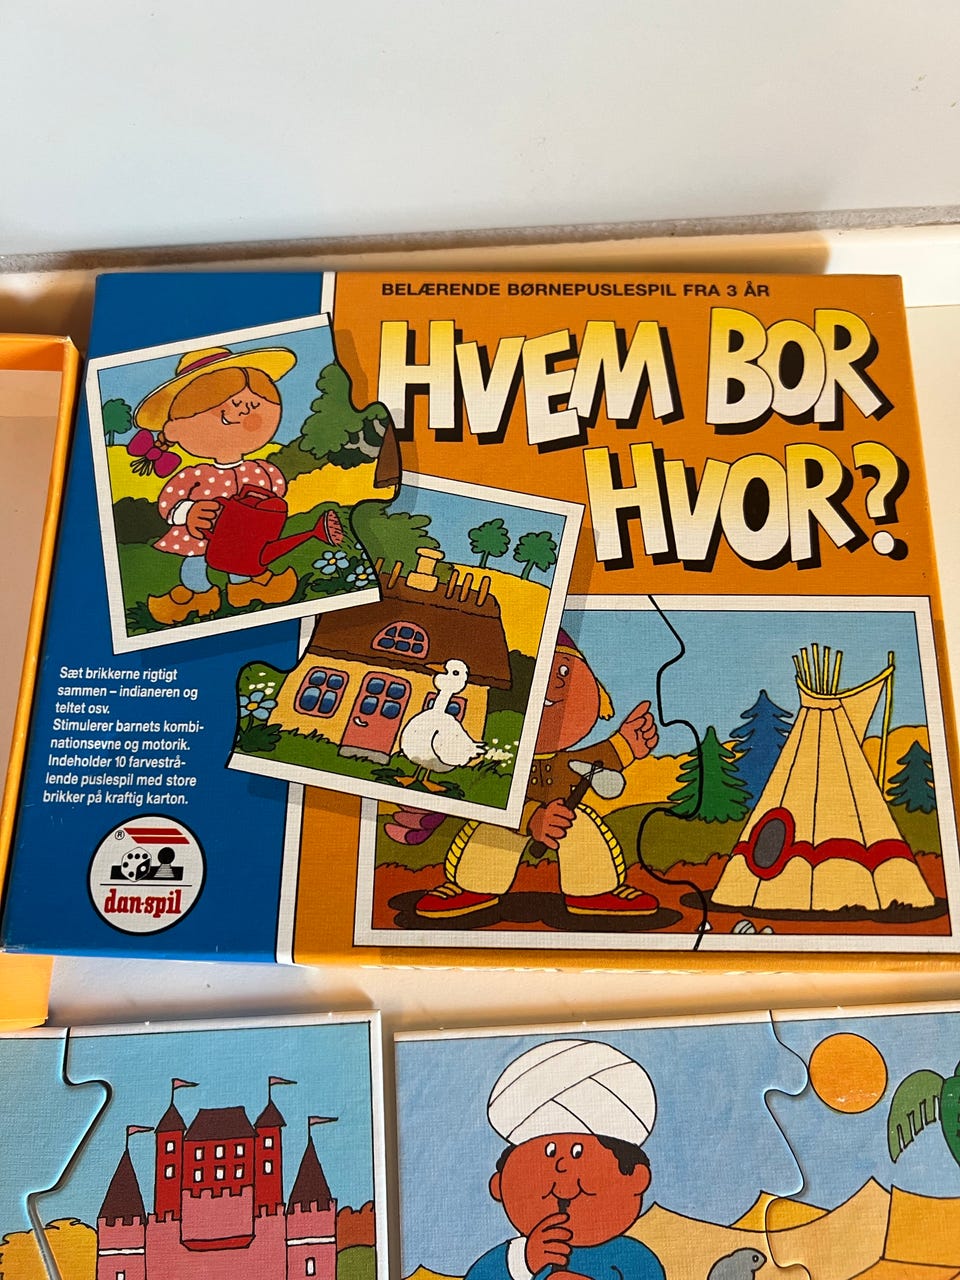 BELÆRENDE BØRNEPUSLESPIL FRA 3 ÅR
HVEM BOR
HVOR?
Sæt brikkerne rigtigt
sammen – indianeren og
teltet osv.
Stimulerer barnets kombi-
nationsevne og motorik.
Indeholder 10 farvestrå-
lende puslespil med store
brikker på kraftig karton.
®
dan-spil